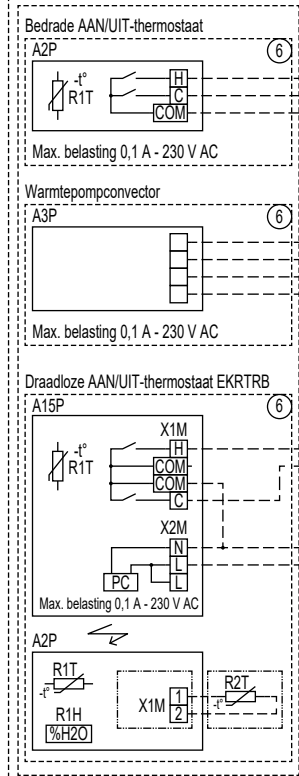 Bedrade AAN/UIT-thermostaat
A2P
6
-t°
R1T
H
C
COM
Max. belasting 0,1 A - 230 V AC
Warmtepompconvector
A3P
6
Max. belasting 0,1 A - 230 V AC
Draadloze AAN/UIT-thermostaat EKRTRB
A15P
6
X1M
-t°
R1T
H
COM
COM
C
X2M
N
L
PC
L
Max. belasting 0,1 A - 230 V AC
A2P
R1T
-t°
R2T
-t°
X1M
1
2
R1H
%H2O